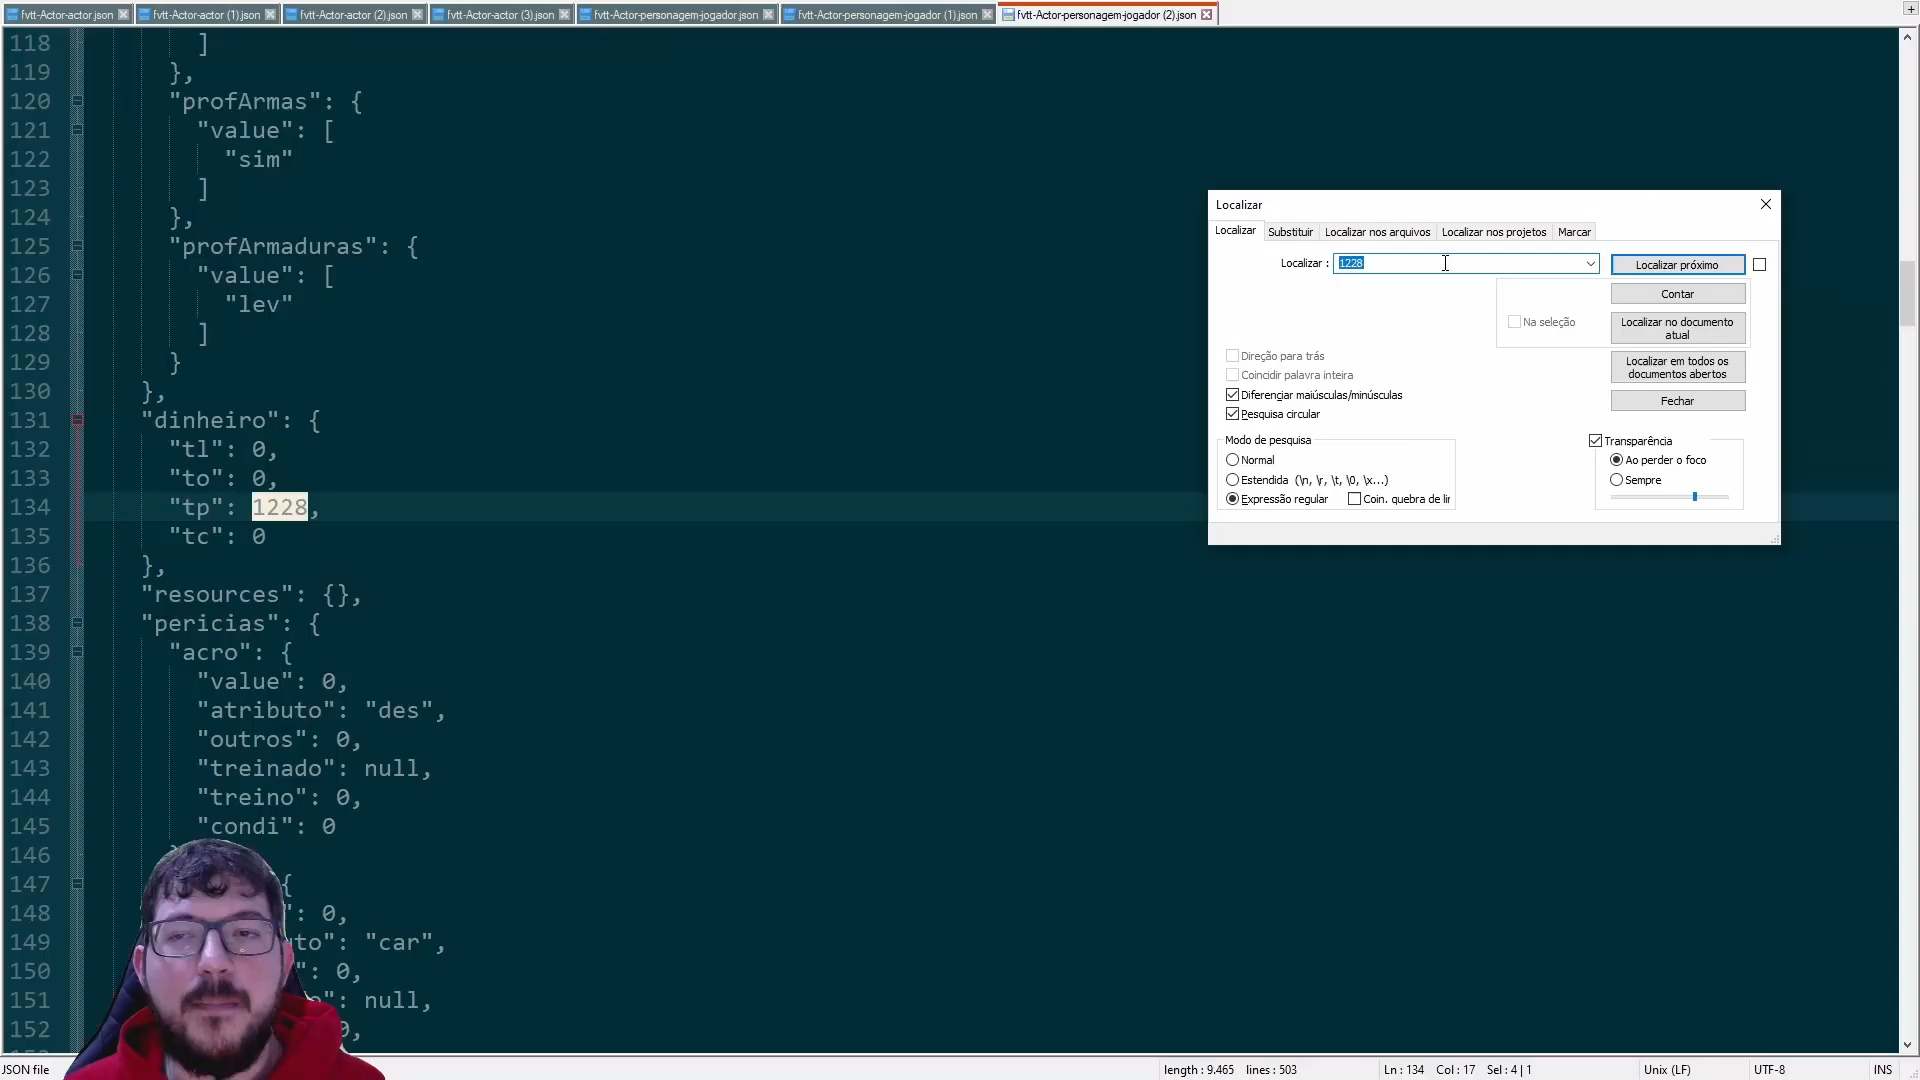 fvtt-Actor-actor.json fvtt-Actor-actor (1).json fvtt-Actor-actor (2).json fvtt-Actor-actor (3).json fvtt-Actor-personagem-jogador.json fvtt-Actor-personagem-jogador (1).json fvtt-Actor-personagem-jogador (2).json
118 ]
119 },
120 "profArmas": {
121 "value": [
122 "sim"
123 ]
124 },
125 "profArmaduras": {
126 "value": [
127 "lev"
128 ]
129 }
130 },
131 "dinheiro": {
132 "tl": 0,
133 "to": 0,
134 "tp": 1228,
135 "tc": 0
136 },
137 "resources": {},
138 "pericias": {
139 "acro": {
140 "value": 0,
141 "atributo": "des",
142 "outros": 0,
143 "treinado": null,
144 "treino": 0,
145 "condi": 0
146
147 {
148 ": 0,
149 to": "car",
150 ": 0,
151 ": null,
152 0,
Localizar
Localizar Substituir Localizar nos arquivos Localizar nos projetos Marcar
Localizar : 1228 Localizar próximo
Contar
Na seleção
Localizar no documento
atual
Direção para trás
Localizar em todos os
documentos abertos
Coincidir palavra inteira
Diferenciar maiúsculas/minúsculas
Fechar
Pesquisa circular
Modo de pesquisa
Transparência
Normal
Ao perder o foco
Estendida (\n, \r, \t, \0, \x...)
Sempre
Expressão regular Coin. quebra de lir
JSON file length : 9.465 lines : 503 Ln : 134 Col : 17 Sel : 4 | 1 Unix (LF) UTF-8 INS